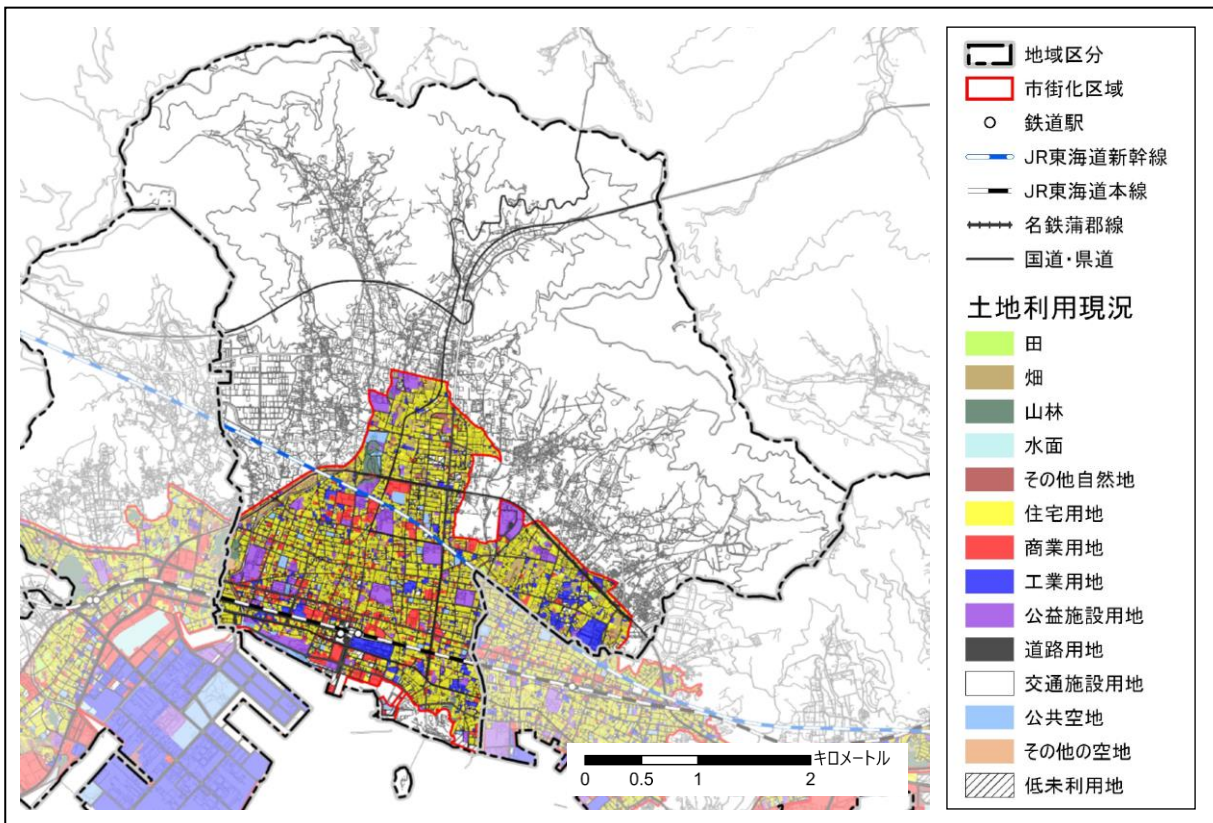 地域区分
市街化区域
鉄道駅
JR東海道新幹線
JR東海道本線
名鉄蒲郡線
国道・県道
土地利用現況
田
畑
山林
水面
その他自然地
住宅用地
商業用地
工業用地
公益施設用地
道路用地
交通施設用地
公共空地
その他の空地
低未利用地
キロメートル
0 0.5 1 2